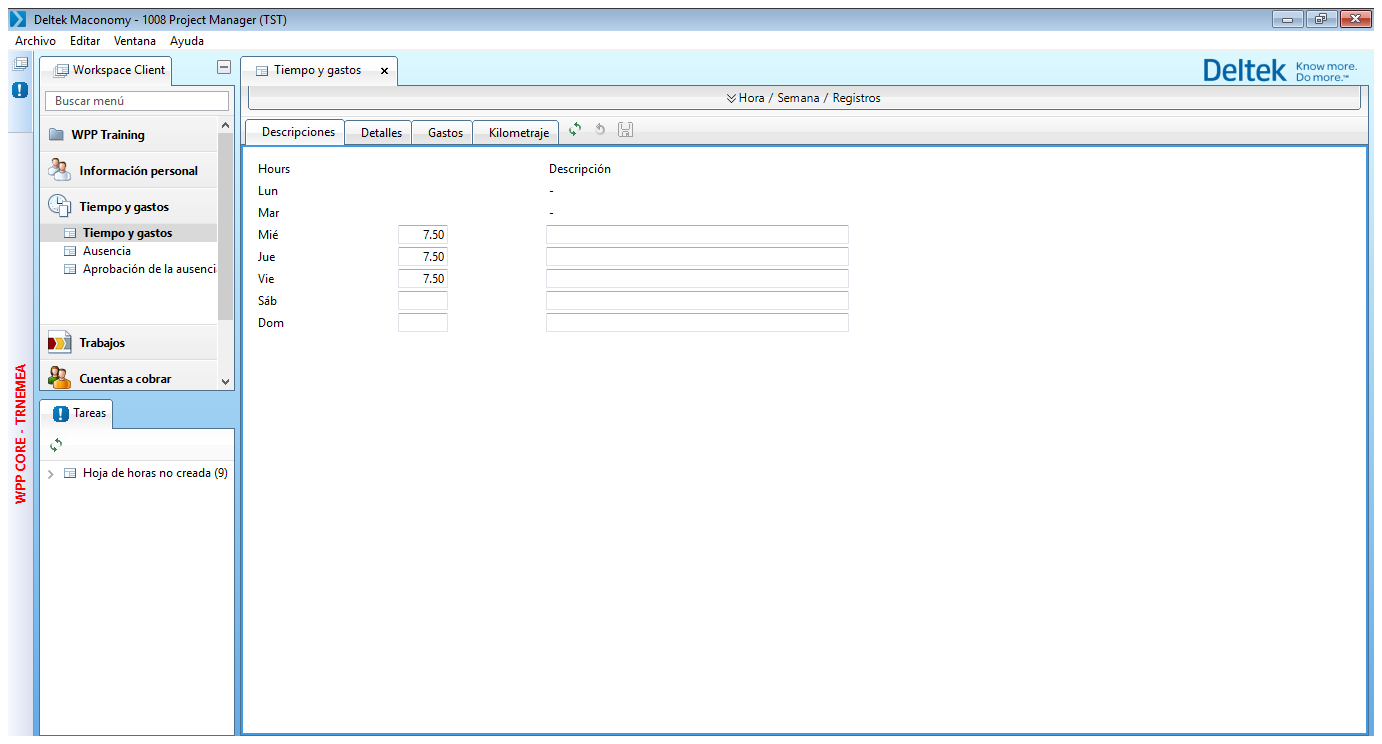 Deltek Maconomy - 1008 Project Manager (TST)
Archivo Editar Ventana Ayuda
Workspace Client
Buscar menú
WPP Training
Información personal
Tiempo y gastos
Tiempo y gastos
Ausencia
Aprobación de la ausenci
Trabajos
Cuentas a cobrar
Tareas
Hoja de horas no creada (9)
WPP CORE - TRNEMEA
Tiempo y gastos
Deltek Know more.
Do more.™
Hora / Semana / Registros
Descripciones Detalles Gastos Kilometraje
Hours Descripción
Lun -
Mar -
Mié 7.50
Jue 7.50
Vie 7.50
Sáb
Dom